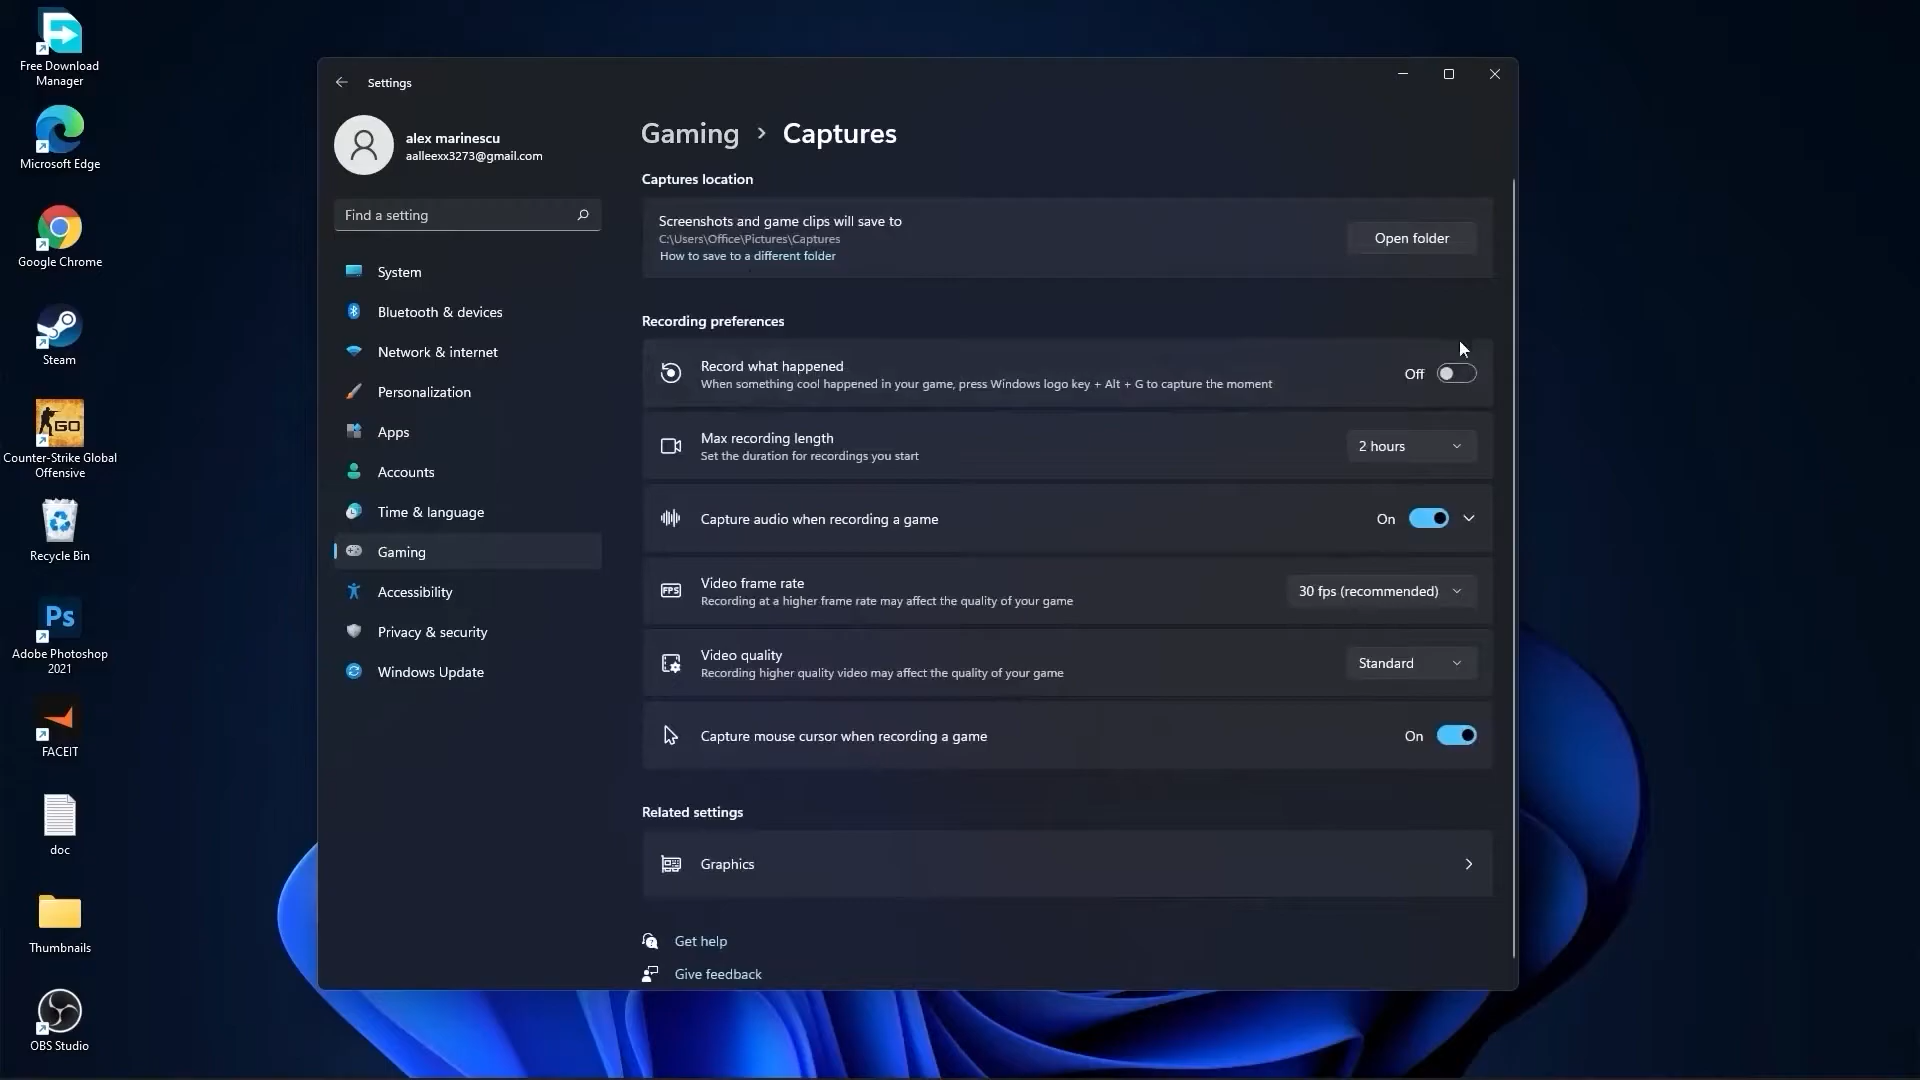 Free Download
Manager
Microsoft Edge
Google Chrome
Steam
GO
Counter-Strike Global
Offensive
Recycle Bin
Ps
Adobe Photoshop
2021
FACEIT
doc
Thumbnails
OBS Studio
Settings
alex marinescu
aalleexx3273@gmail.com
Find a setting
System
Bluetooth & devices
Network & internet
Personalization
Apps
Accounts
Time & language
Gaming
Accessibility
Privacy & security
Windows Update
Gaming › Captures
Captures location
Screenshots and game clips will save to
C:\Users\Office\Pictures\Captures
How to save to a different folder
Open folder
Recording preferences
Record what happened
When something cool happened in your game, press Windows logo key + Alt + G to capture the moment
Off
Max recording length
Set the duration for recordings you start
2 hours
Capture audio when recording a game
On
FPS
Video frame rate
Recording at a higher frame rate may affect the quality of your game
30 fps (recommended)
Video quality
Recording higher quality video may affect the quality of your game
Standard
Capture mouse cursor when recording a game
On
Related settings
Graphics
Get help
Give feedback